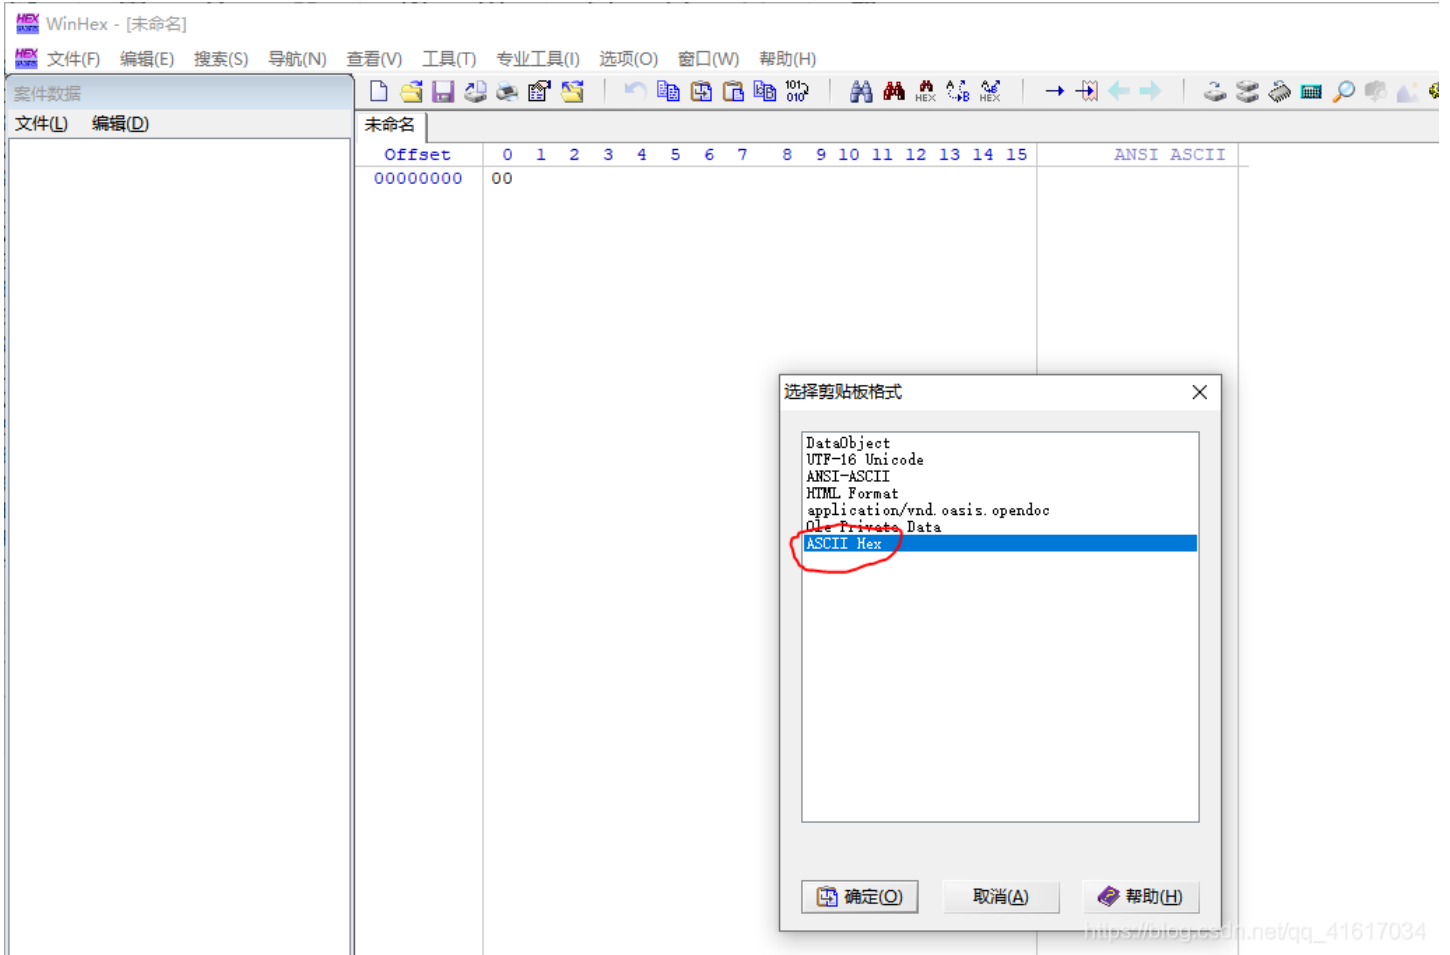 HEX WinHex - [未命名]
HEX 文件(F) 编辑(E) 搜索(S) 导航(N) 查看(V) 工具(T) 专业工具(I) 选项(O) 窗口(W) 帮助(H)
案件数据
文件(L) 编辑(D)
未命名
Offset 0 1 2 3 4 5 6 7 8 9 10 11 12 13 14 15 ANSI ASCII
00000000 00
选择剪贴板格式
DataObject
UTF-16 Unicode
ANSI-ASCII
HTML Format
application/vnd.oasis.opendoc
Ole Private Data
ASCII Hex
确定(O) 取消(A) 帮助(H)
https://blog.csdn.net/qq_41617034